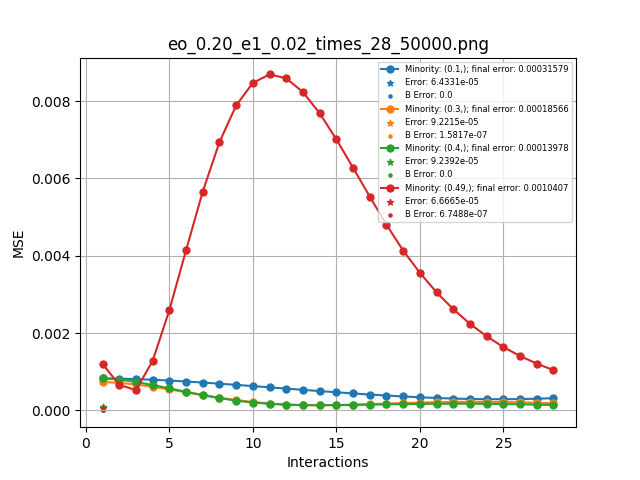 eo_0.20_e1_0.02_times_28_50000.png
Minority: (0.1,); final error: 0.00031579
Error: 6.4331e-05
B Error: 0.0
Minority: (0.3,); final error: 0.00018566
Error: 9.2215e-05
B Error: 1.5817e-07
Minority: (0.4,); final error: 0.00013978
Error: 9.2392e-05
B Error: 0.0
Minority: (0.49,); final error: 0.0010407
Error: 6.6665e-05
B Error: 6.7488e-07
MSE
0.008
0.006
0.004
0.002
0.000
0 5 10 15 20 25
Interactions